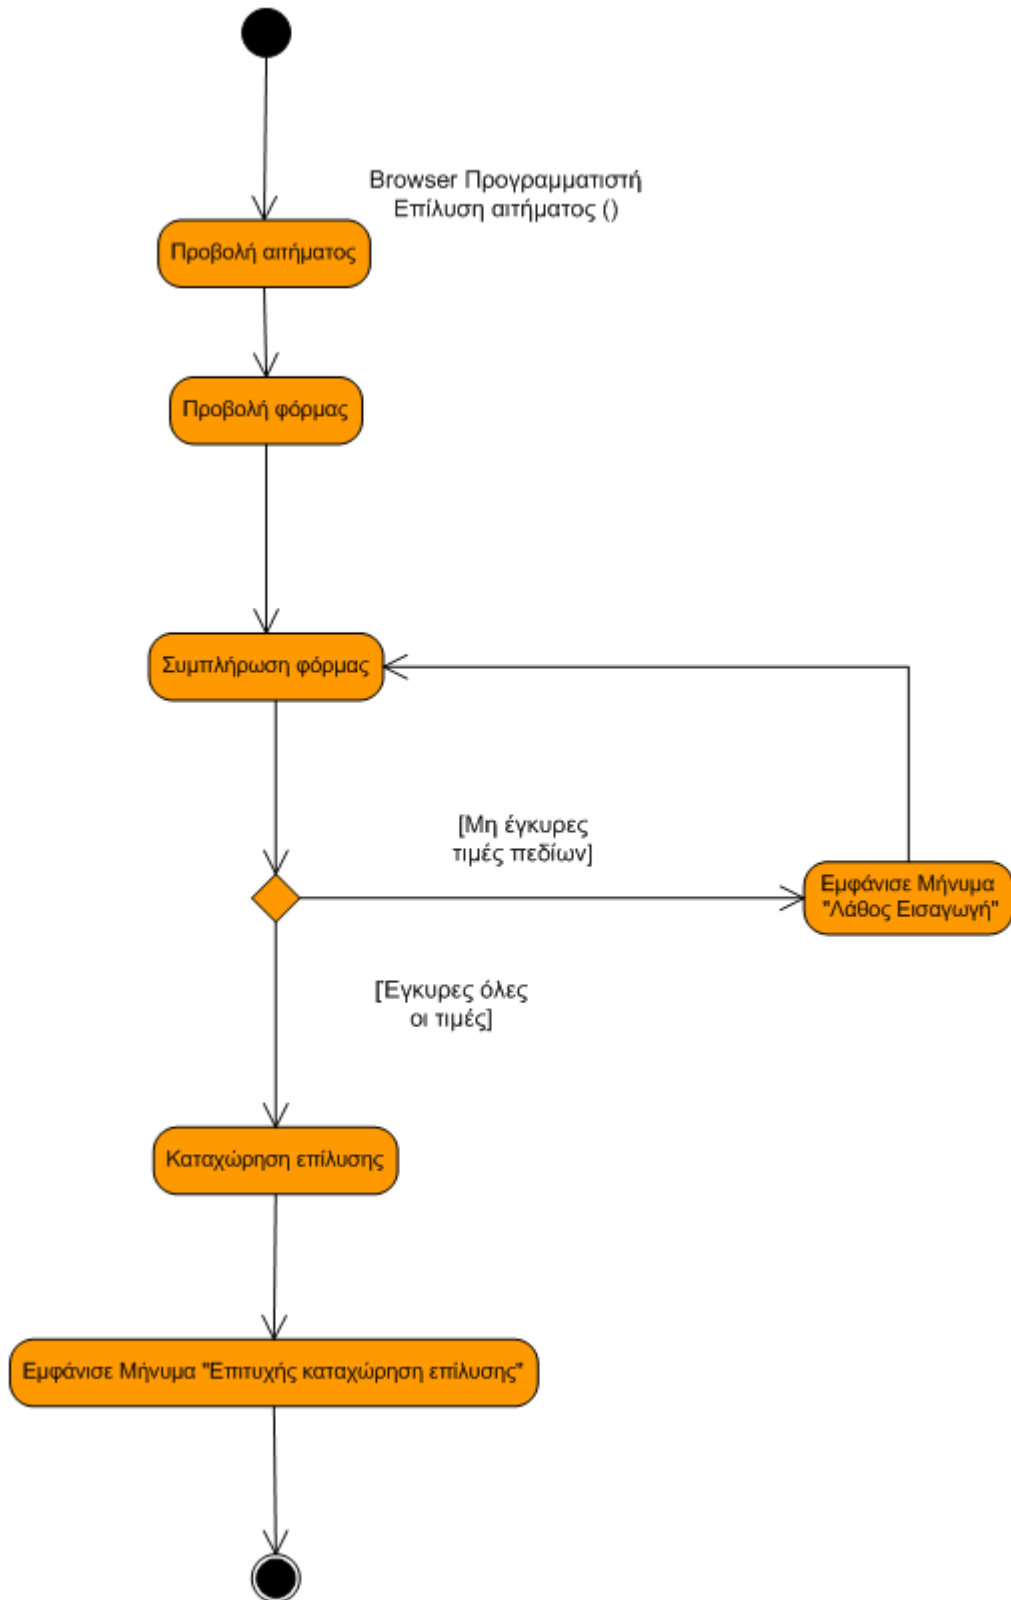 Browser Προγραμματιστή
Επίλυση αιτήματος ()
Προβολή αιτήματος
Προβολή φόρμας
Συμπλήρωση φόρμας
[Μη έγκυρες
τιμές πεδίων]
Εμφάνισε Μήνυμα
"Λάθος Εισαγωγή"
[Έγκυρες όλες
οι τιμές]
Καταχώρηση επίλυσης
Εμφάνισε Μήνυμα "Επιτυχής καταχώρηση επίλυσης"